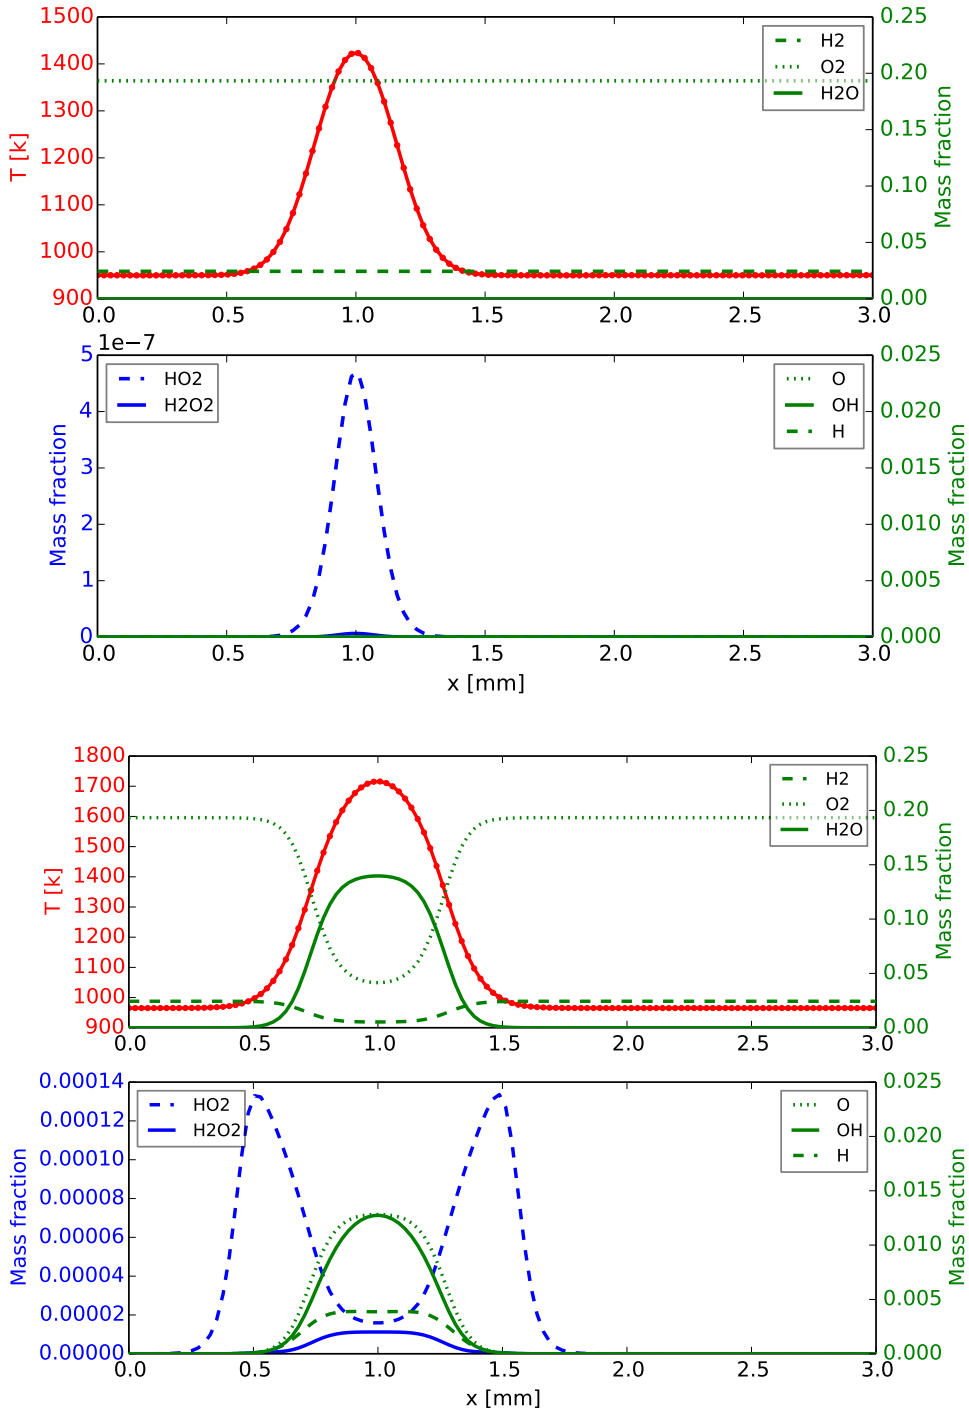 1500
1400
1300
1200
1100
1000
900
T [k]
0.25
0.20
0.15
0.10
0.05
0.00
Mass fraction
H2
O2
H2O
0.0 0.5 1.0 1.5 2.0 2.5 3.0
1e−7
5
4
3
2
1
0
Mass fraction
HO2
H2O2
O
OH
H
0.025
0.020
0.015
0.010
0.005
0.000
Mass fraction
0.0 0.5 1.0 1.5 2.0 2.5 3.0
x [mm]
1800
1700
1600
1500
1400
1300
1200
1100
1000
900
T [k]
H2
O2
H2O
0.25
0.20
0.15
0.10
0.05
0.00
Mass fraction
0.0 0.5 1.0 1.5 2.0 2.5 3.0
0.00014
0.00012
0.00010
0.00008
0.00006
0.00004
0.00002
0.00000
Mass fraction
HO2
H2O2
O
OH
H
0.025
0.020
0.015
0.010
0.005
0.000
Mass fraction
0.0 0.5 1.0 1.5 2.0 2.5 3.0
x [mm]